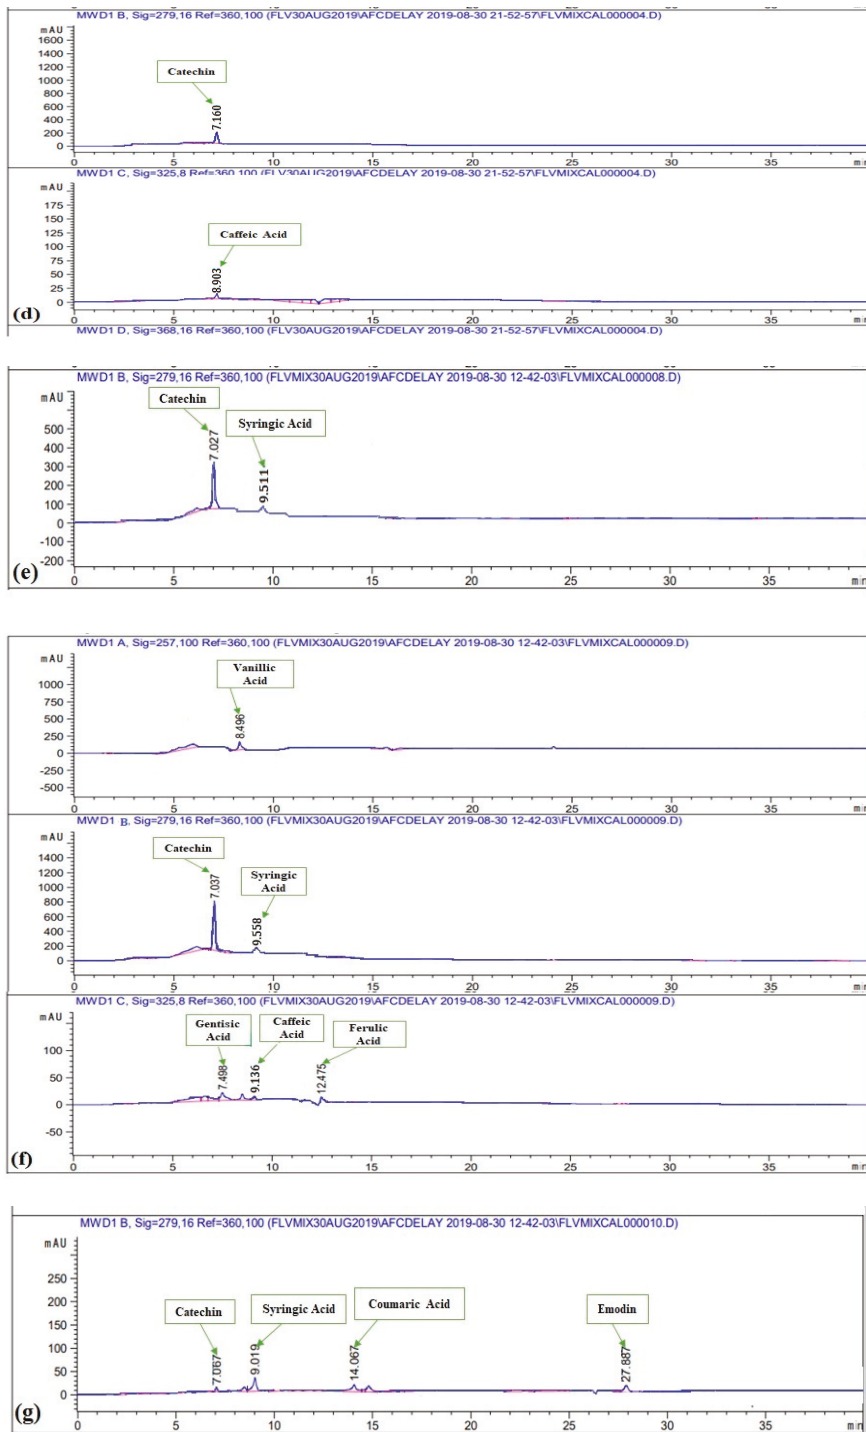 MWD1 B, Sig=279,16 Ref=360,100 (FLV30AUG2019\AFCDELAY 2019-08-30 21-52-57\FLVMIXCAL000004.D)
mAU
1600
1400
1200
1000
800
600
400
200
0
Catechin
7.160
0 5 10 15 20 25 30 35 min
MWD1 C, Sig=325,8 Ref=360,100 (FLV30AUG2019\AFCDELAY 2019-08-30 21-52-57\FLVMIXCAL000004.D)
mAU
175
150
125
100
75
50
25
0
Caffeic Acid
8.903
(d)
0 5 10 15 20 25 30 35
MWD1 D, Sig=368,16 Ref=360,100 (FLV30AUG2019\AFCDELAY 2019-08-30 21-52-57\FLVMIXCAL000004.D)
MWD1 B, Sig=279,16 Ref=360,100 (FLVMIX30AUG2019\AFCDELAY 2019-08-30 12-42-03\FLVMIXCAL000008.D)
mAU
500
400
300
200
100
0
-100
-200
Catechin
7.027
Syringic Acid
9.511
(e)
0 5 10 15 20 25 30 35 min
MWD1 A, Sig=257,100 Ref=360,100 (FLVMIX30AUG2019\AFCDELAY 2019-08-30 12-42-03\FLVMIXCAL000009.D)
mAU
1000
750
500
250
0
-250
-500
Vanillic
Acid
8.496
0 5 10 15 20 25 30 35 min
MWD1 B, Sig=279,16 Ref=360,100 (FLVMIX30AUG2019\AFCDELAY 2019-08-30 12-42-03\FLVMIXCAL000009.D)
mAU
1400
1200
1000
800
600
400
200
0
Catechin
7.037
Syringic
Acid
9.558
0 5 10 15 20 25 30 35 min
MWD1 C, Sig=325,8 Ref=360,100 (FLVMIX30AUG2019\AFCDELAY 2019-08-30 12-42-03\FLVMIXCAL000009.D)
mAU
100
50
0
-50
Gentisic
Acid
7.498
Caffeic
Acid
9.136
Ferulic
Acid
12.475
(f)
0 5 10 15 20 25 30 35 min
MWD1 B, Sig=279,16 Ref=360,100 (FLVMIX30AUG2019\AFCDELAY 2019-08-30 12-42-03\FLVMIXCAL000010.D)
mAU
250
200
150
100
50
0
Catechin
7.067
Syringic Acid
9.019
Coumaric Acid
14.067
Emodin
27.887
(g)
0 5 10 15 20 25 30 35 min